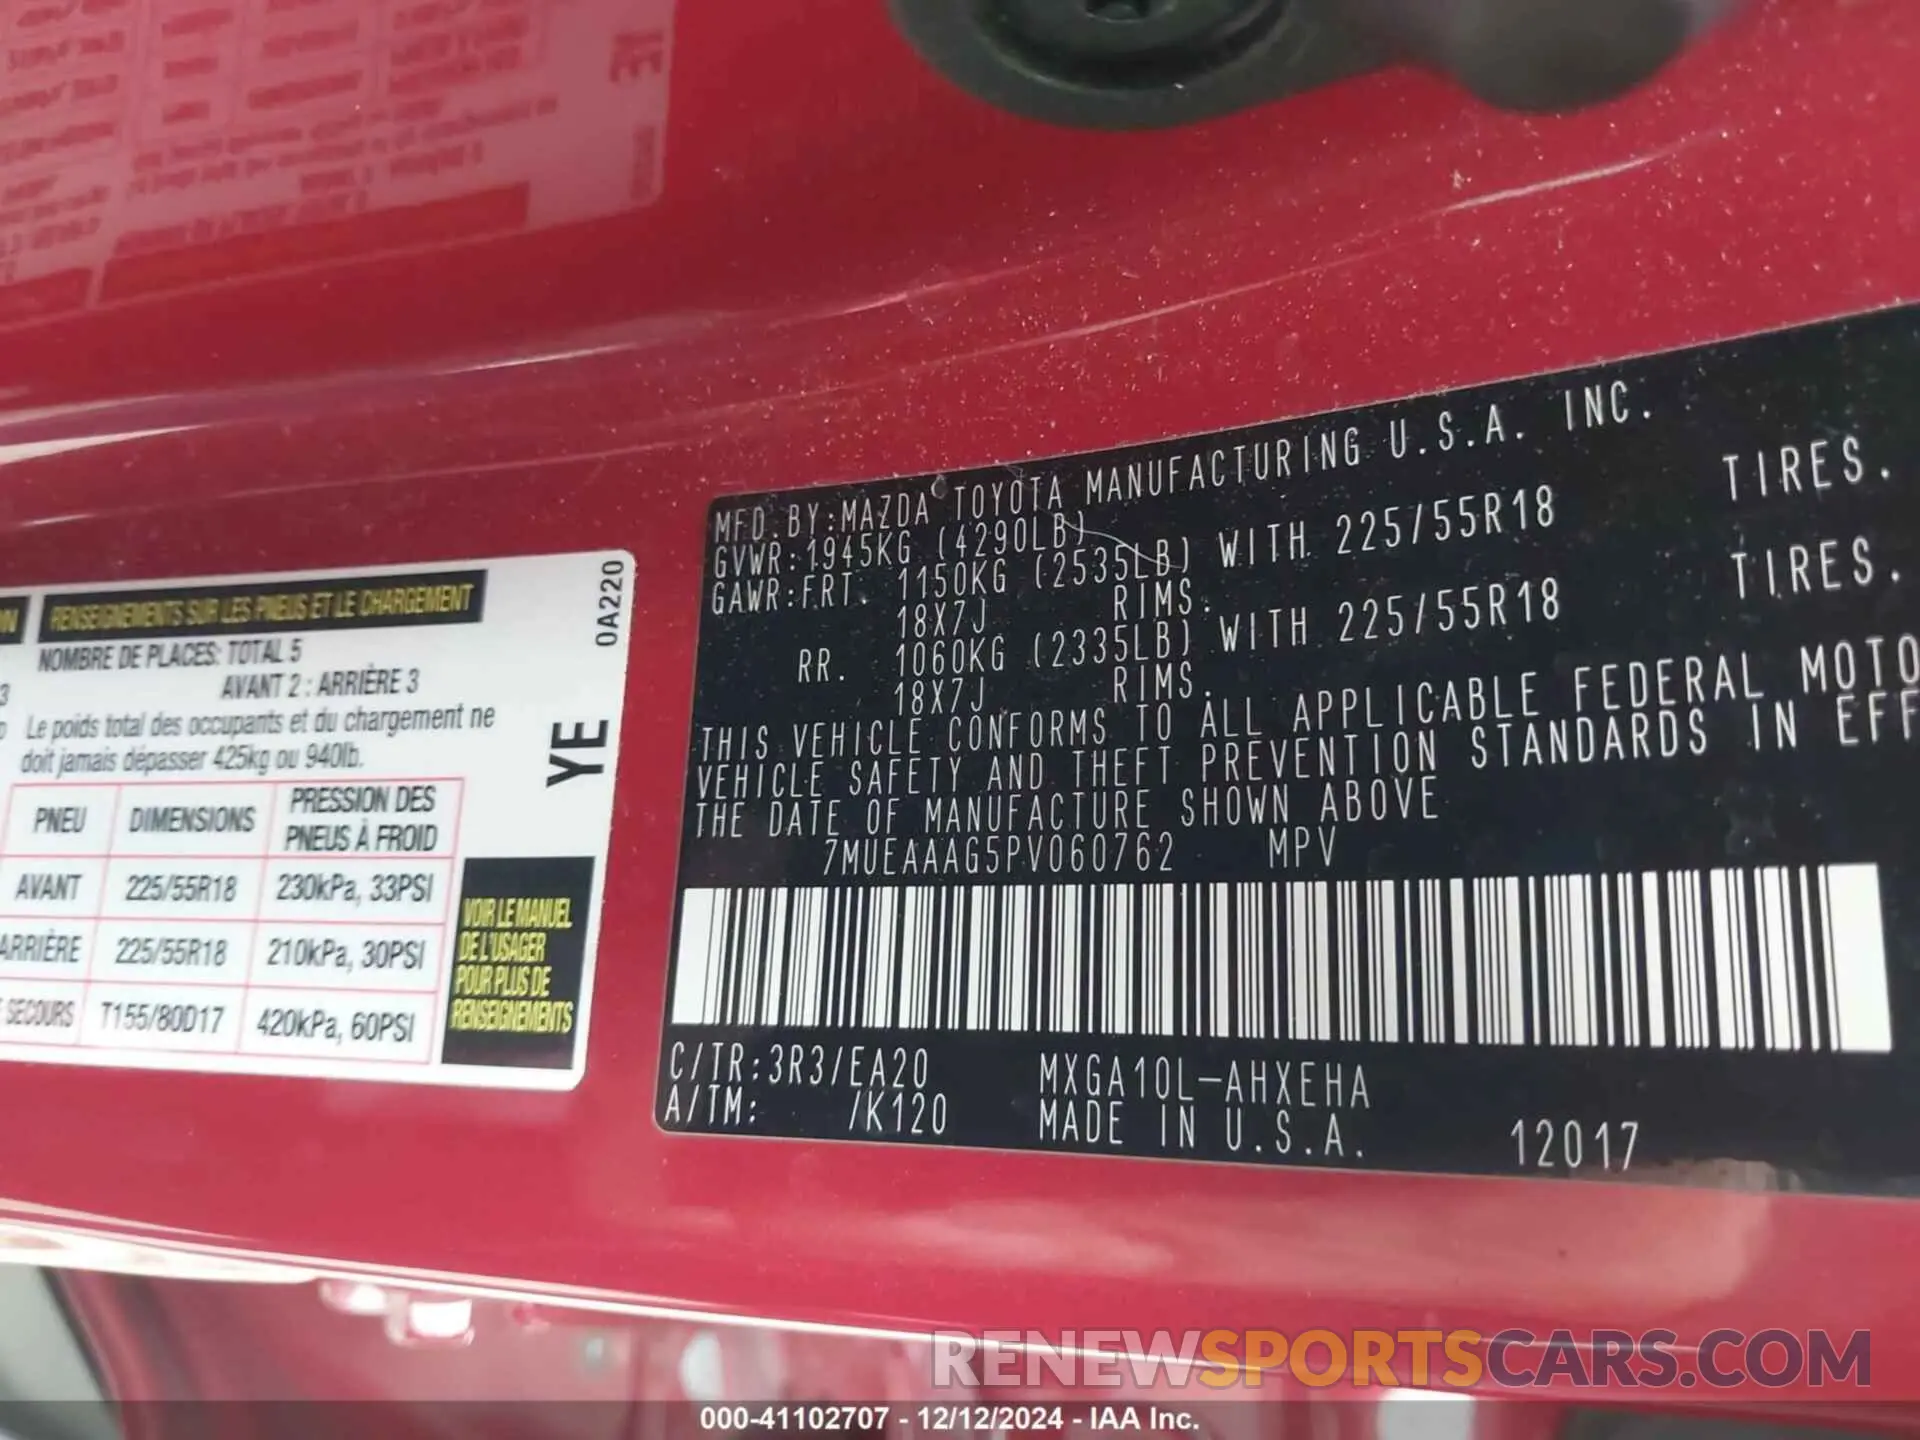 RENSEIGNEMENTS SUR LES PNEUS ET LE CHARGEMENT
NOMBRE DE PLACES: TOTAL 5
AVANT 2 : ARRIÈRE 3
Le poids total des occupants et du chargement ne
doit jamais dépasser 425kg ou 940lb.
PNEU DIMENSIONS PRESSION DES
PNEUS À FROID
AVANT 225/55R18 230kPa, 33PSI
ARRIÈRE 225/55R18 210kPa, 30PSI
SECOURS T155/80D17 420kPa, 60PSI
VOIR LE MANUEL
DE L'USAGER
POUR PLUS DE
RENSEIGNEMENTS
0A220
YE
MFD.BY:MAZDA TOYOTA MANUFACTURING U.S.A. INC.
GVWR:1945KG (4290LB)
GAWR:FRT. 1150KG (2535LB) WITH 225/55R18 TIRES.
18X7J RIMS.
RR. 1060KG (2335LB) WITH 225/55R18 TIRES.
18X7J RIMS.
THIS VEHICLE CONFORMS TO ALL APPLICABLE FEDERAL MOTO
VEHICLE SAFETY AND THEFT PREVENTION STANDARDS IN EFF
THE DATE OF MANUFACTURE SHOWN ABOVE
7MUEAAAG5PV060762 MPV
C/TR:3R3/EA20 MXGA10L-AHXEHA
A/TM: /K120 MADE IN U.S.A. 12017
RENEWSPORTSCARS.COM
000-41102707 - 12/12/2024 - IAA Inc.